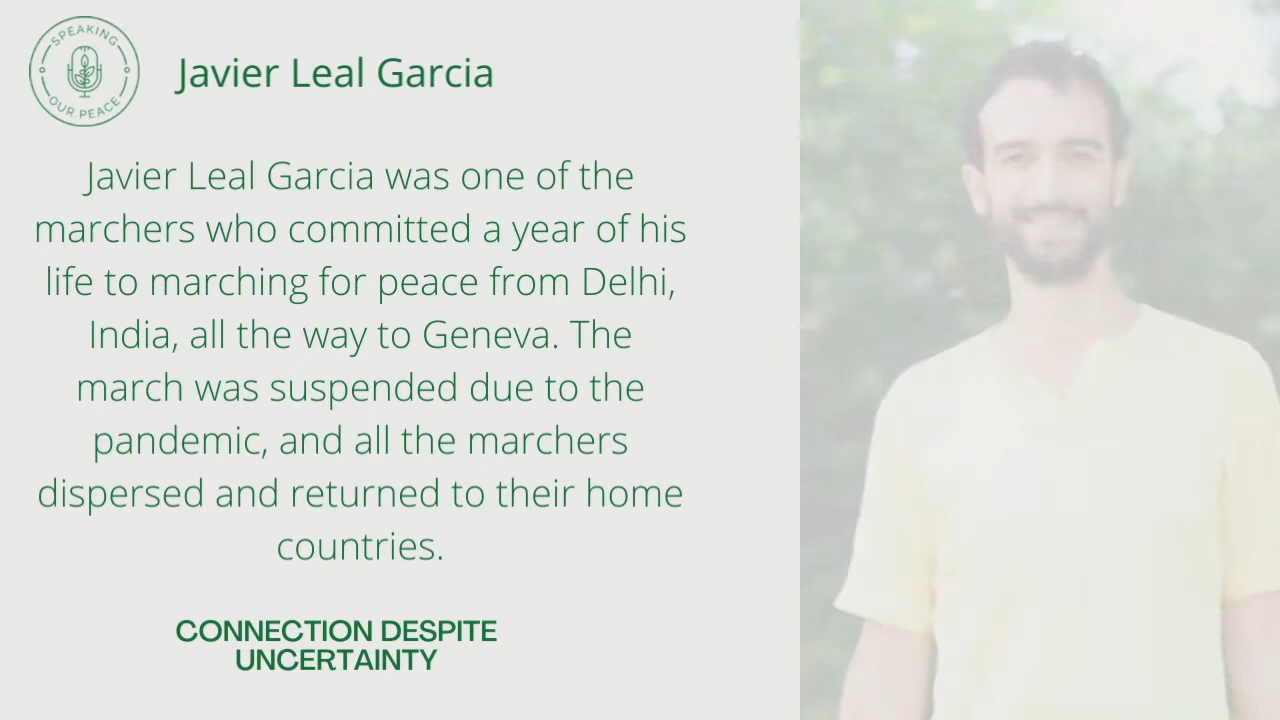 SPEAKING
OUR PEACE
Javier Leal Garcia
Javier Leal Garcia was one of the
marchers who committed a year of his
life to marching for peace from Delhi,
India, all the way to Geneva. The
march was suspended due to the
pandemic, and all the marchers
dispersed and returned to their home
countries.
CONNECTION DESPITE
UNCERTAINTY